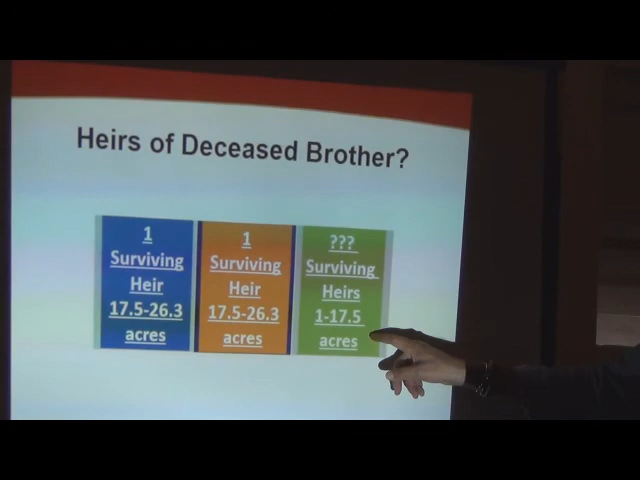 Heirs of Deceased Brother?
1
Surviving
Heir
17.5-26.3
acres
1
Surviving
Heir
17.5-26.3
acres
???
Surviving
Heirs
1-17.5
acres